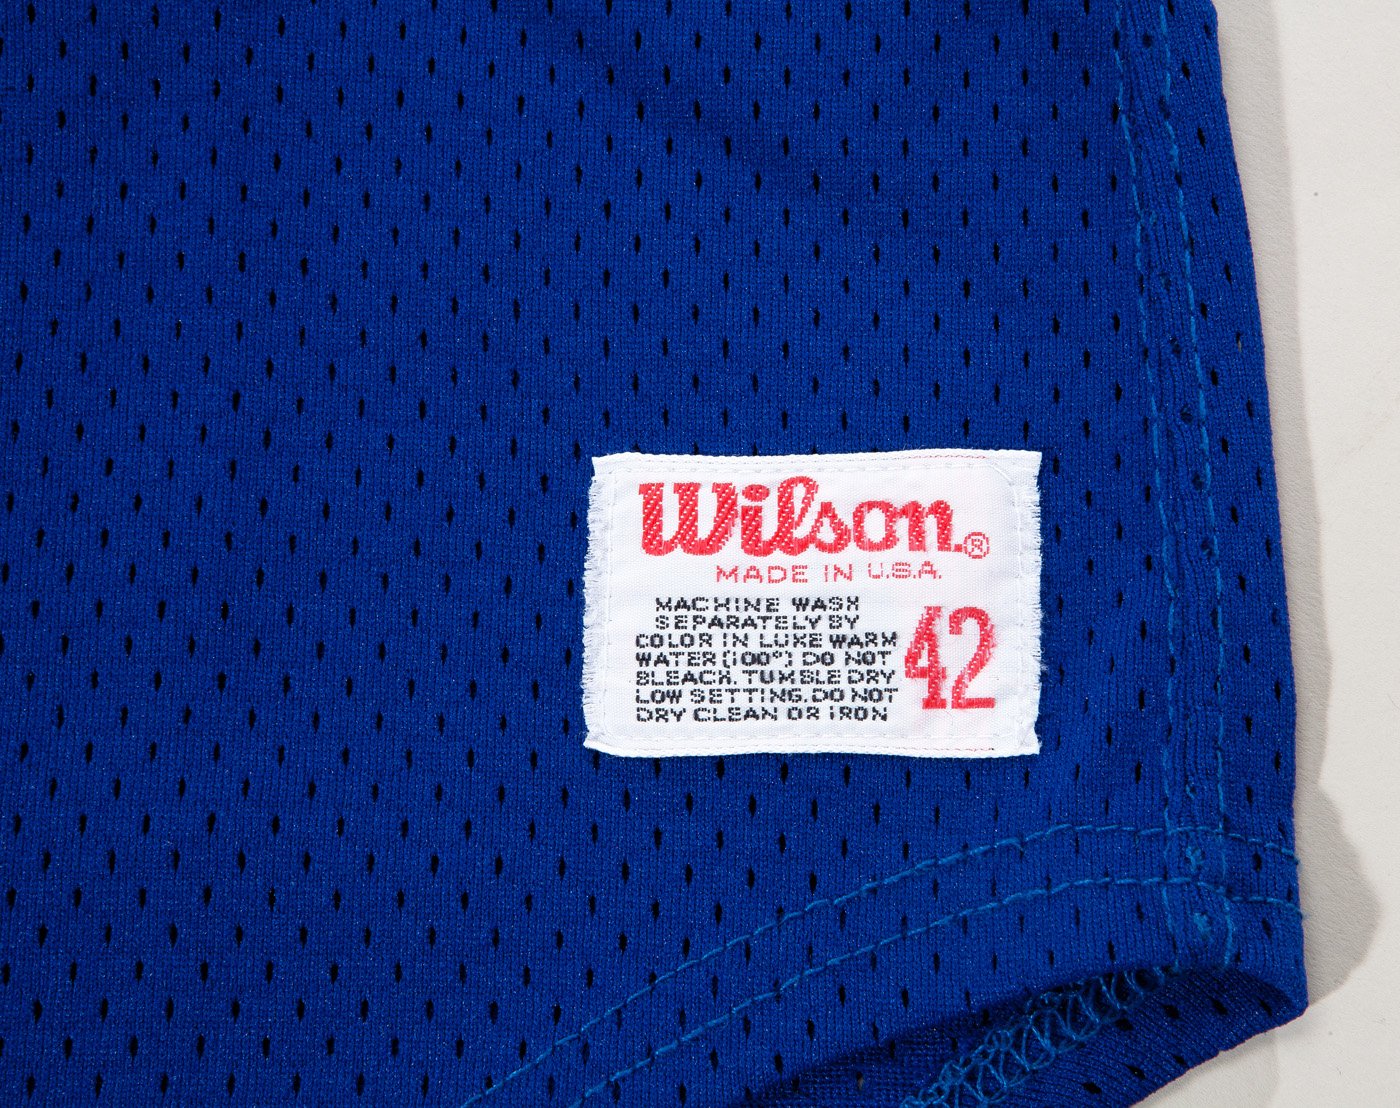 Wilson®
MADE IN U.S.A.
MACHINE WASH
SEPARATELY BY
COLOR IN LUKE WARM
WATER (100°) DO NOT
BLEACH. TUMBLE DRY
LOW SETTING. DO NOT
DRY CLEAN OR IRON
42